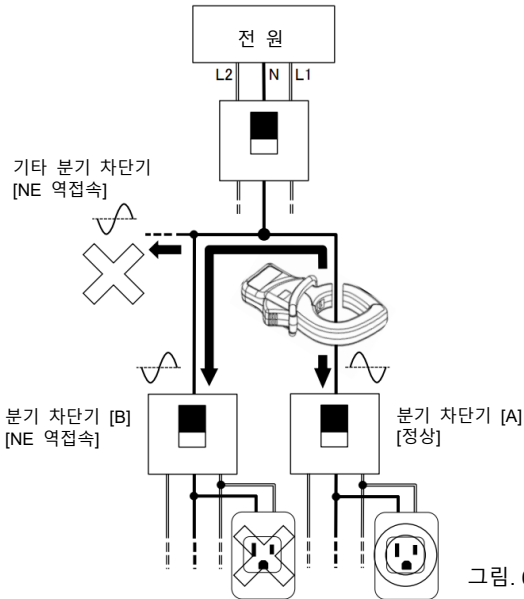 전 원
L2 N L1
기타 분기 차단기
[NE 역접속]
분기 차단기 [B]
[NE 역접속]
분기 차단기 [A]
[정상]
그림.